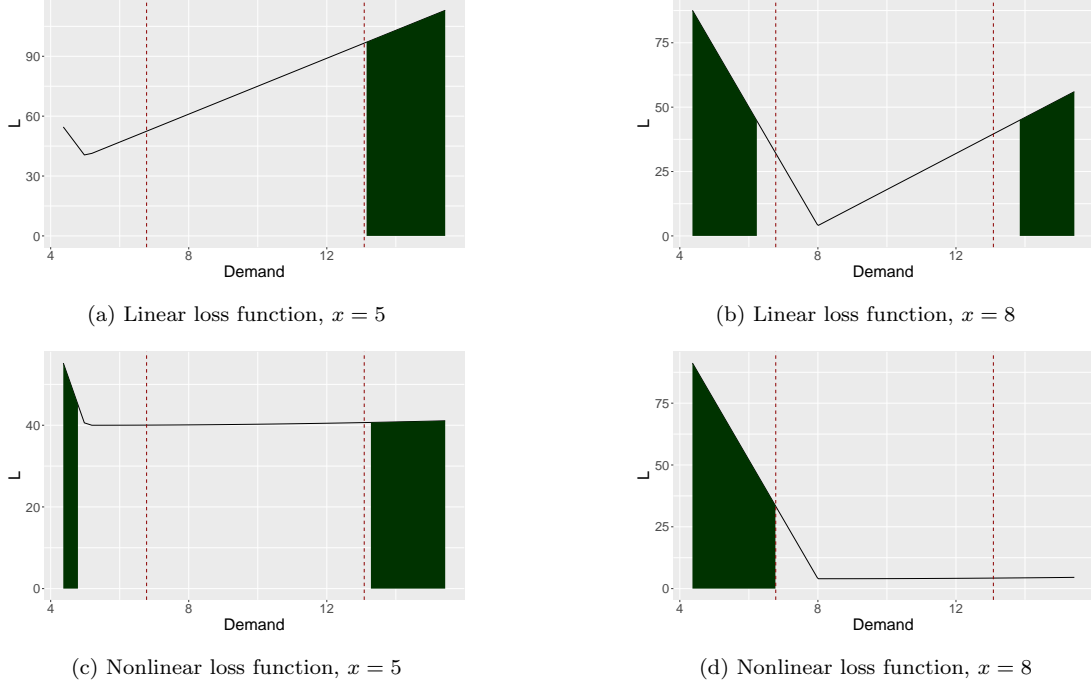 90
60
30
0
L
4
8
12
Demand
(a) Linear loss function, x = 5
75
50
25
0
L
4
8
12
Demand
(b) Linear loss function, x = 8
40
20
0
L
4
8
12
Demand
(c) Nonlinear loss function, x = 5
75
50
25
0
L
4
8
12
Demand
(d) Nonlinear loss function, x = 8